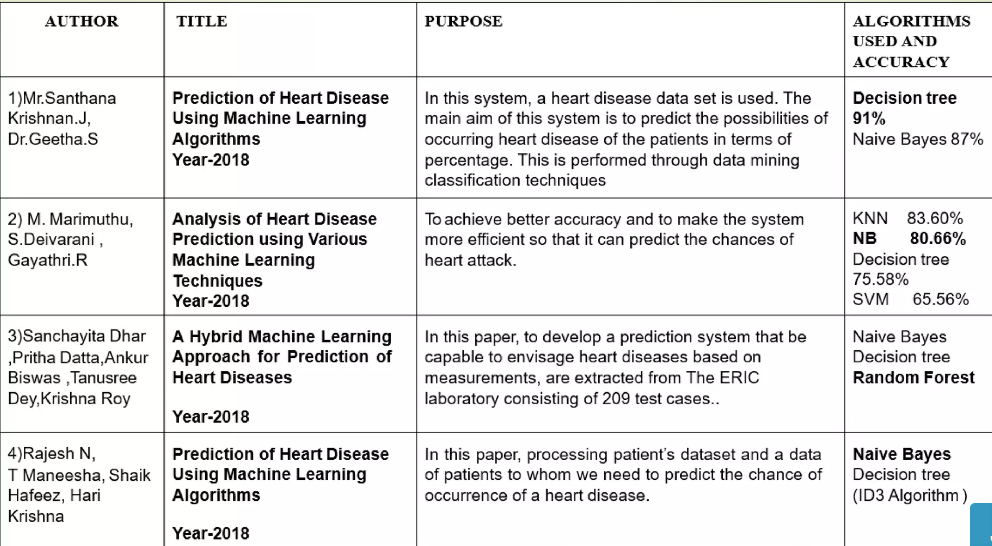 AUTHOR
TITLE
PURPOSE
ALGORITHMS
USED AND
ACCURACY
1)Mr.Santhana
Krishnan.J,
Dr.Geetha.S
Prediction of Heart Disease
Using Machine Learning
Algorithms
Year-2018
In this system, a heart disease data set is used. The
main aim of this system is to predict the possibilities of
occurring heart disease of the patients in terms of
percentage. This is performed through data mining
classification techniques
Decision tree
91%
Naive Bayes 87%
2) M. Marimuthu,
S.Deivarani ,
Gayathri.R
Analysis of Heart Disease
Prediction using Various
Machine Learning
Techniques
Year-2018
To achieve better accuracy and to make the system
more efficient so that it can predict the chances of
heart attack.
KNN 83.60%
NB 80.66%
Decision tree
75.58%
SVM 65.56%
3)Sanchayita Dhar
,Pritha Datta,Ankur
Biswas ,Tanusree
Dey,Krishna Roy
A Hybrid Machine Learning
Approach for Prediction of
Heart Diseases
Year-2018
In this paper, to develop a prediction system that be
capable to envisage heart diseases based on
measurements, are extracted from The ERIC
laboratory consisting of 209 test cases..
Naive Bayes
Decision tree
Random Forest
4)Rajesh N,
T Maneesha, Shaik
Hafeez, Hari
Krishna
Prediction of Heart Disease
Using Machine Learning
Algorithms
Year-2018
In this paper, processing patient's dataset and a data
of patients to whom we need to predict the chance of
occurrence of a heart disease.
Naive Bayes
Decision tree
(ID3 Algorithm )